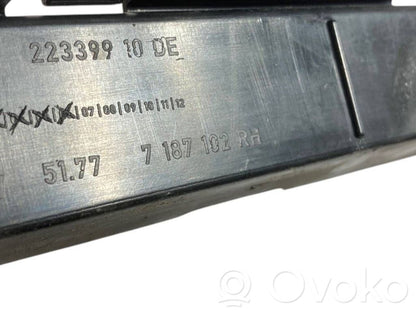 223399 10 DE
|07|08|09|10|11|12
51.77 7 187 102 RH
Ovoko